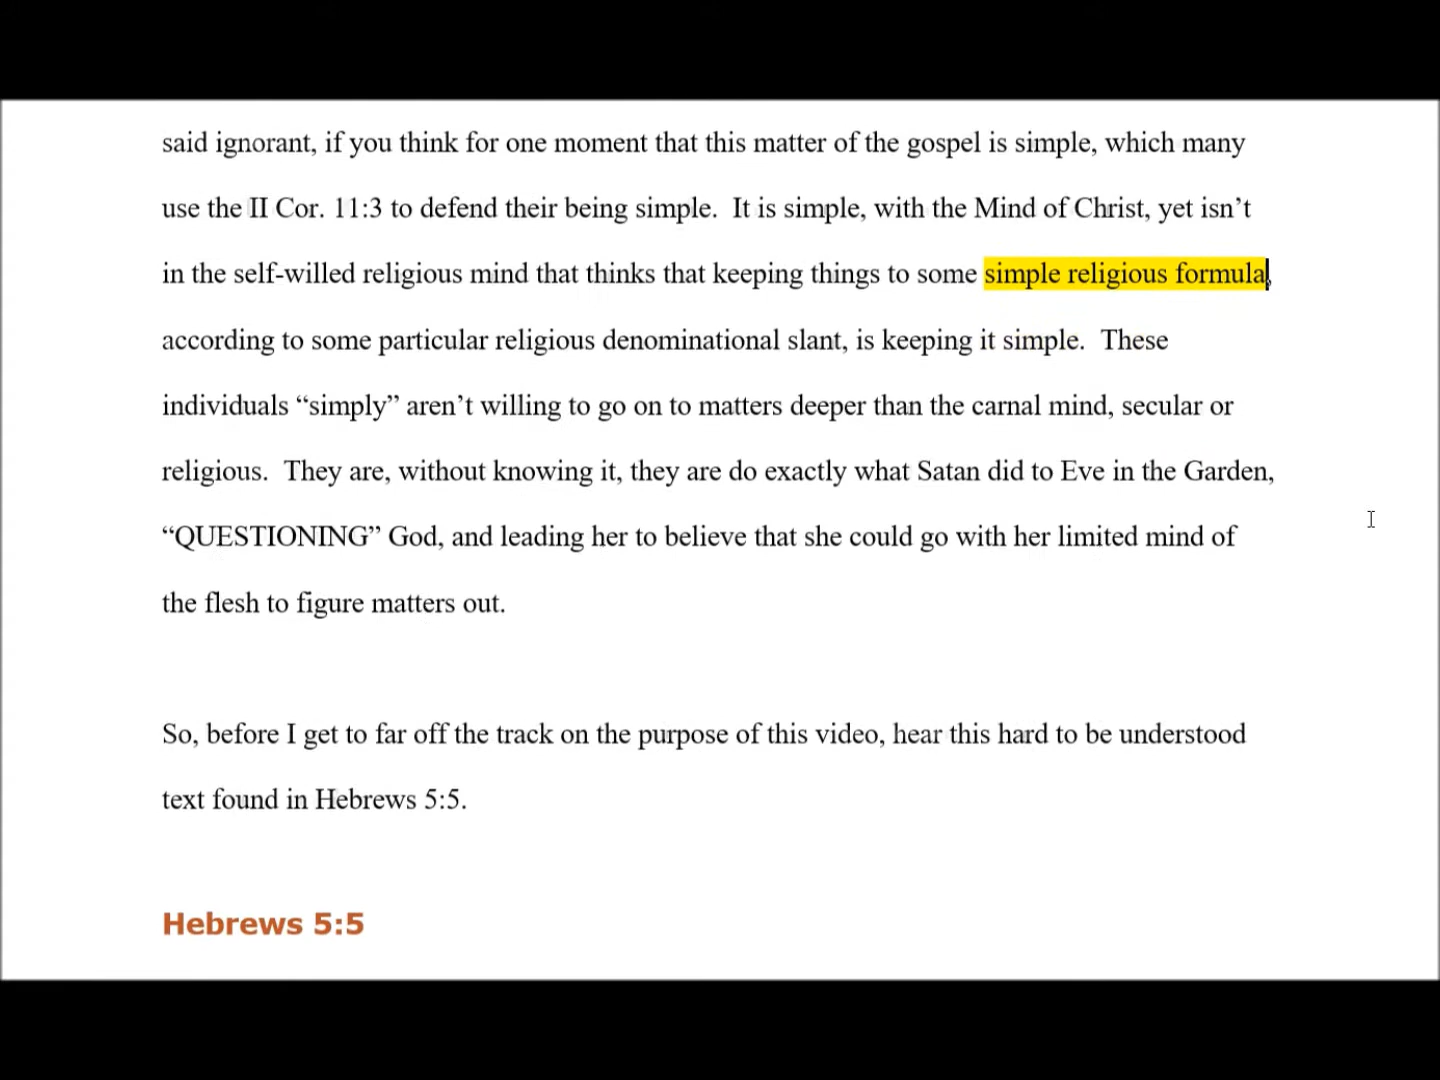 said ignorant, if you think for one moment that this matter of the gospel is simple, which many
use the II Cor. 11:3 to defend their being simple.  It is simple, with the Mind of Christ, yet isn’t
in the self-willed religious mind that thinks that keeping things to some simple religious formula,
according to some particular religious denominational slant, is keeping it simple.  These
individuals “simply” aren’t willing to go on to matters deeper than the carnal mind, secular or
religious.  They are, without knowing it, they are do exactly what Satan did to Eve in the Garden,
“QUESTIONING” God, and leading her to believe that she could go with her limited mind of
the flesh to figure matters out.
So, before I get to far off the track on the purpose of this video, hear this hard to be understood
text found in Hebrews 5:5.
Hebrews 5:5